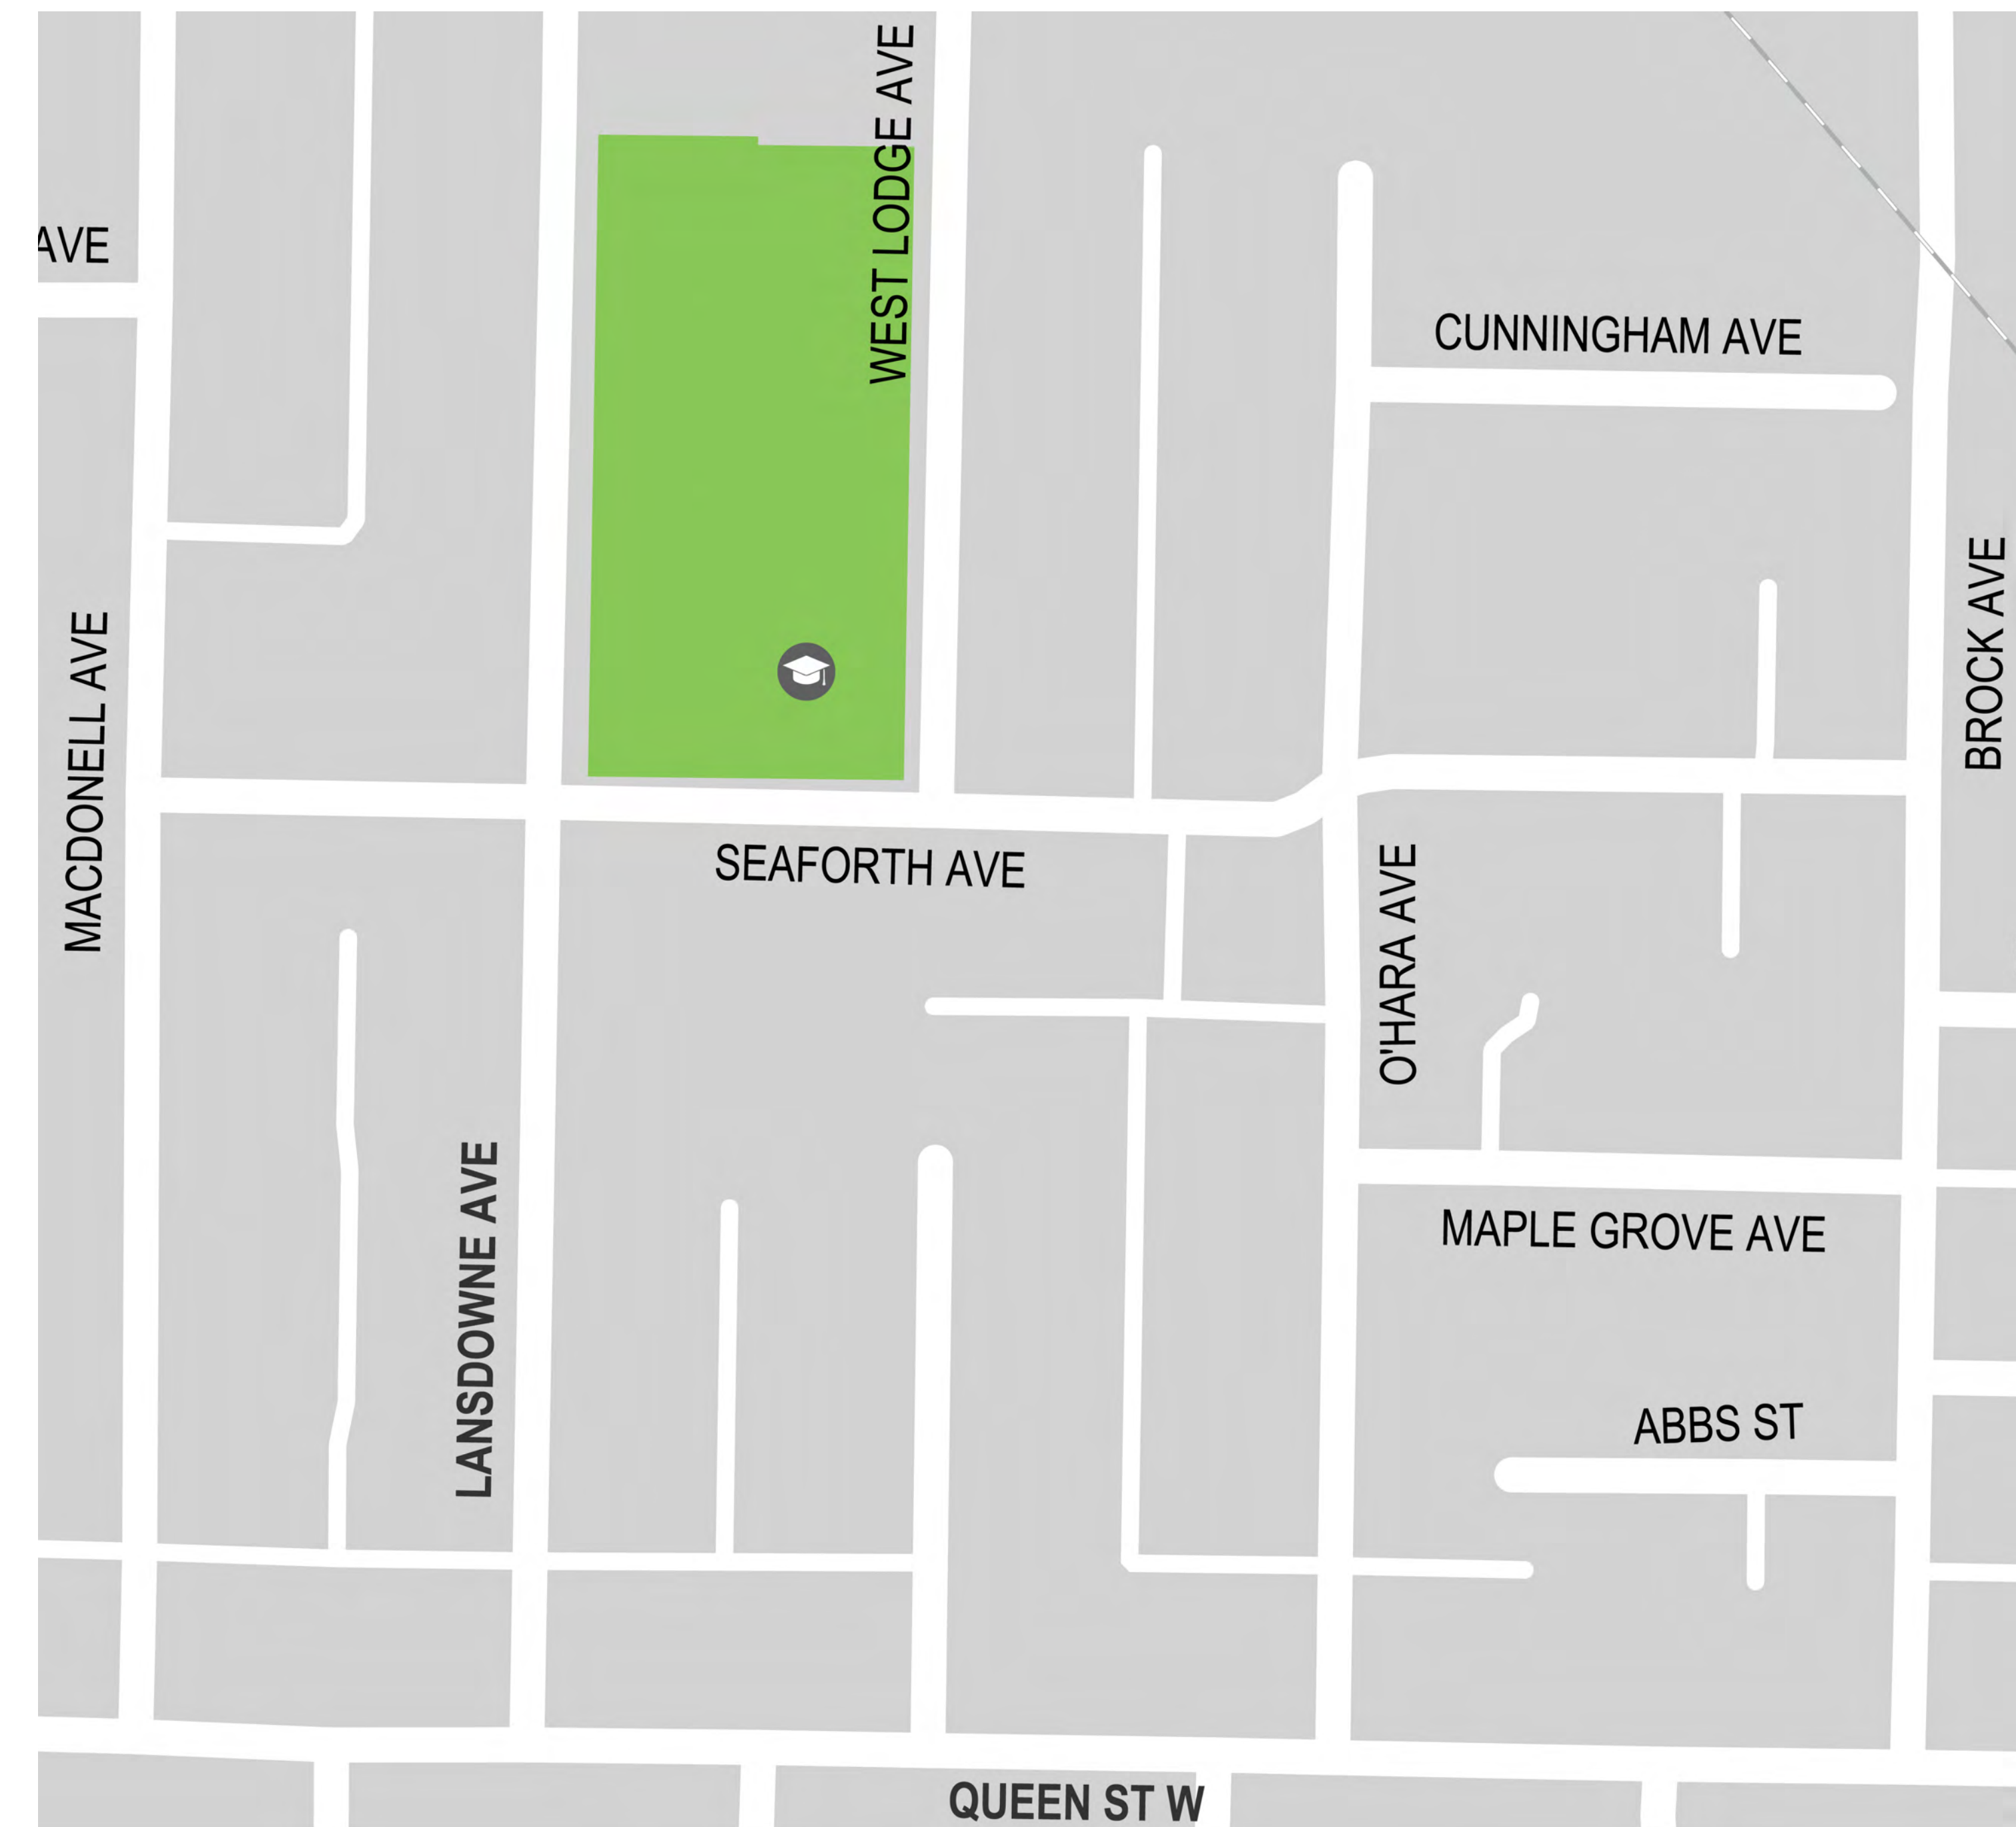 WEST LODGE AVE
AVE
CUNNINGHAM AVE
BROCK AVE
MACDONELL AVE
SEAFORTH AVE
O'HARA AVE
LANSDOWNE AVE
MAPLE GROVE AVE
ABBS ST
QUEEN ST W